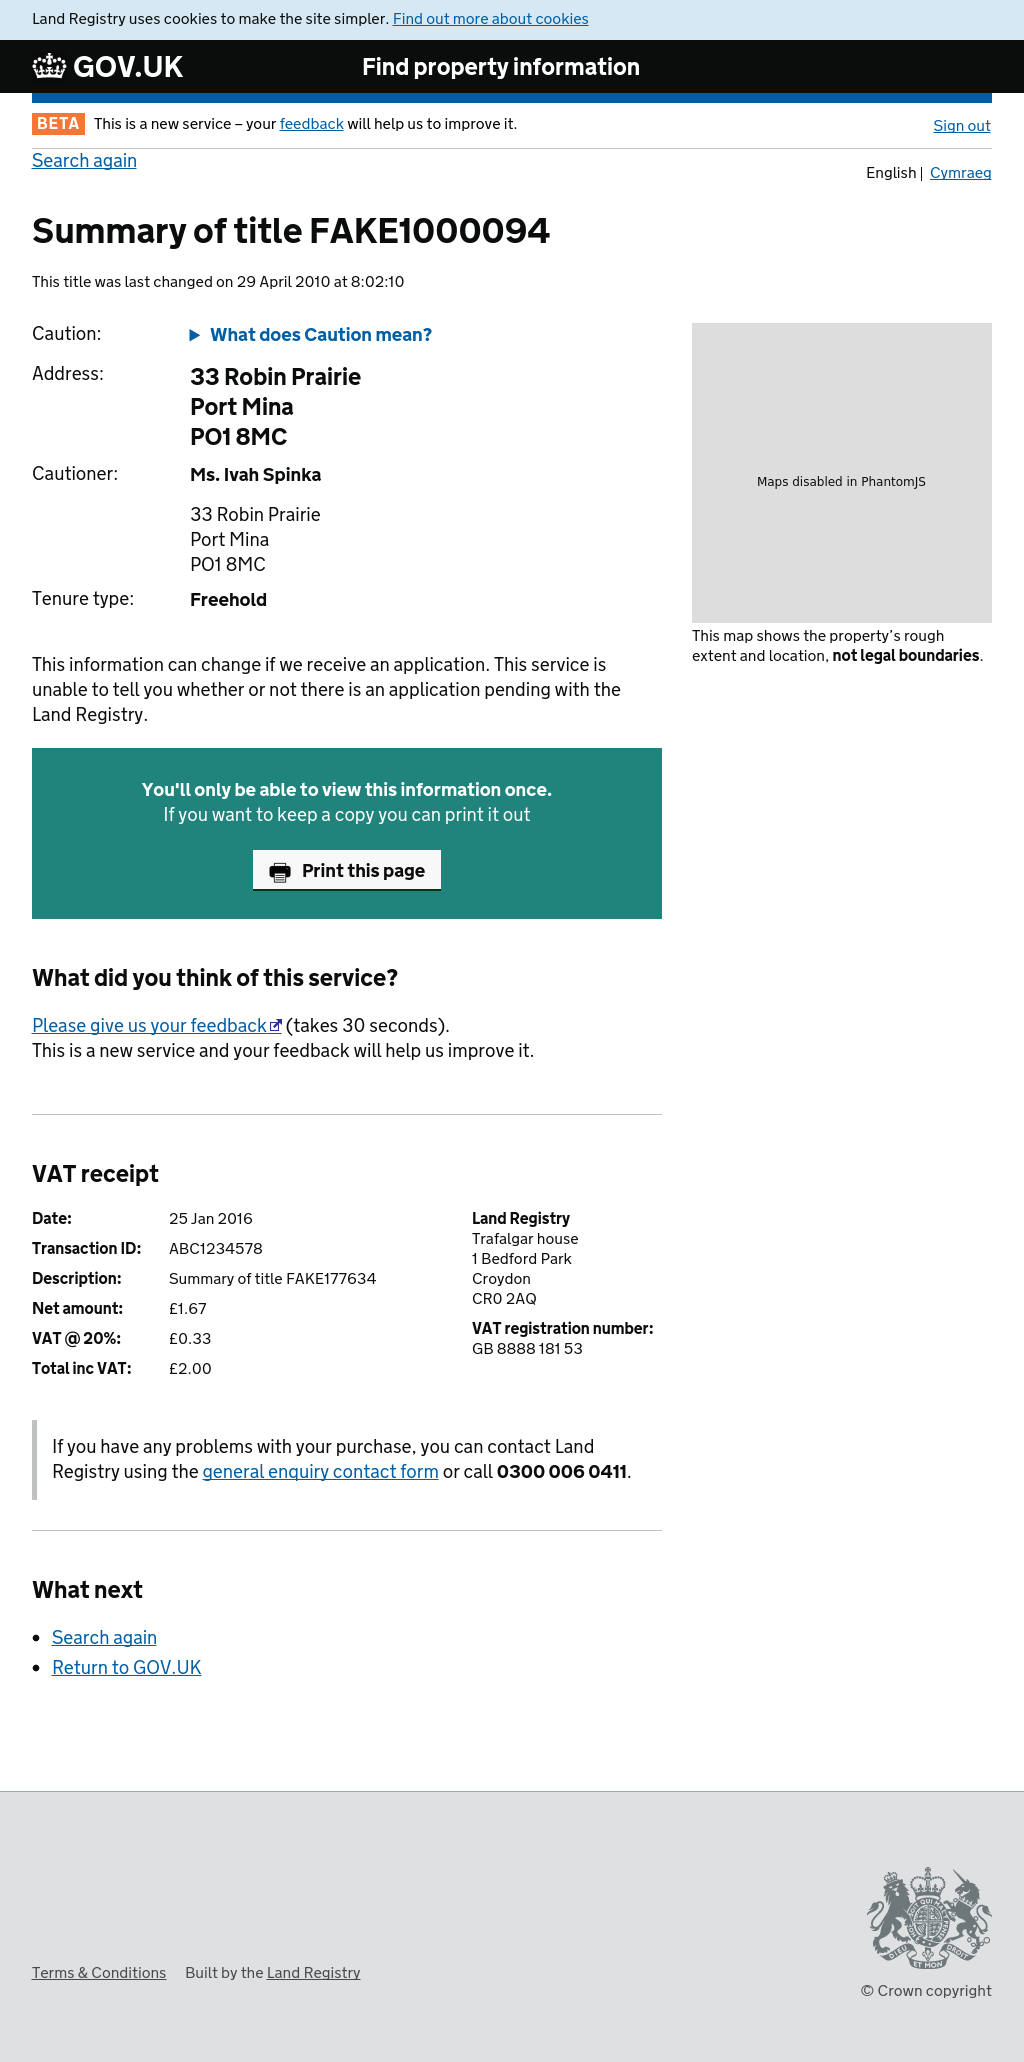 Land Registry uses cookies to make the site simpler. Find out more about cookies
GOV.UK
Find property information
BETA This is a new service – your feedback will help us to improve it.
Sign out
Search again
English | Cymraeg
Summary of title FAKE1000094
This title was last changed on 29 April 2010 at 8:02:10
Caution:
What does Caution mean?
Address:
33 Robin Prairie
Port Mina
PO1 8MC
Cautioner:
Ms. Ivah Spinka
33 Robin Prairie
Port Mina
PO1 8MC
Tenure type:
Freehold
Maps disabled in PhantomJS
This map shows the property's rough
extent and location, not legal boundaries.
This information can change if we receive an application. This service is
unable to tell you whether or not there is an application pending with the
Land Registry.
You'll only be able to view this information once.
If you want to keep a copy you can print it out
Print this page
What did you think of this service?
Please give us your feedback (takes 30 seconds).
This is a new service and your feedback will help us improve it.
VAT receipt
Date: 25 Jan 2016
Transaction ID: ABC1234578
Description: Summary of title FAKE177634
Net amount: £1.67
VAT @ 20%: £0.33
Total inc VAT: £2.00
Land Registry
Trafalgar house
1 Bedford Park
Croydon
CR0 2AQ
VAT registration number:
GB 8888 181 53
If you have any problems with your purchase, you can contact Land
Registry using the general enquiry contact form or call 0300 006 0411.
What next
Search again
Return to GOV.UK
Terms & Conditions
Built by the Land Registry
DIEU ET MON DROIT
© Crown copyright